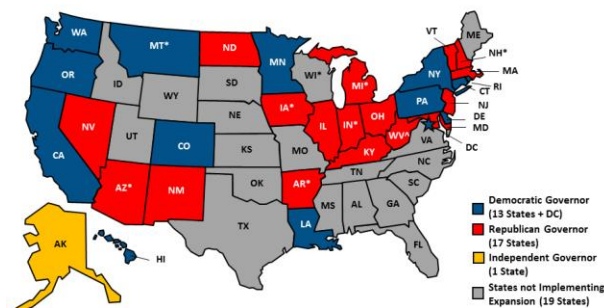 WA
MT*
ND
MN
ME
VT
NH*
OR
ID
SD
WI*
MI*
NY
MA
WY
RI
CT
IA*
PA
NJ
NE
NV
OH
DE
IL
IN*
MD
UT
CO
WV^
VA
DC
CA
KS
MO
KY
NC
TN
AZ*
NM
OK
AR*
SC
MS
AL
GA
TX
LA
AK
FL
HI
Democratic Governor
(13 States + DC)
Republican Governor
(17 States)
Independent Governor
(1 State)
States not Implementing
Expansion (19 States)